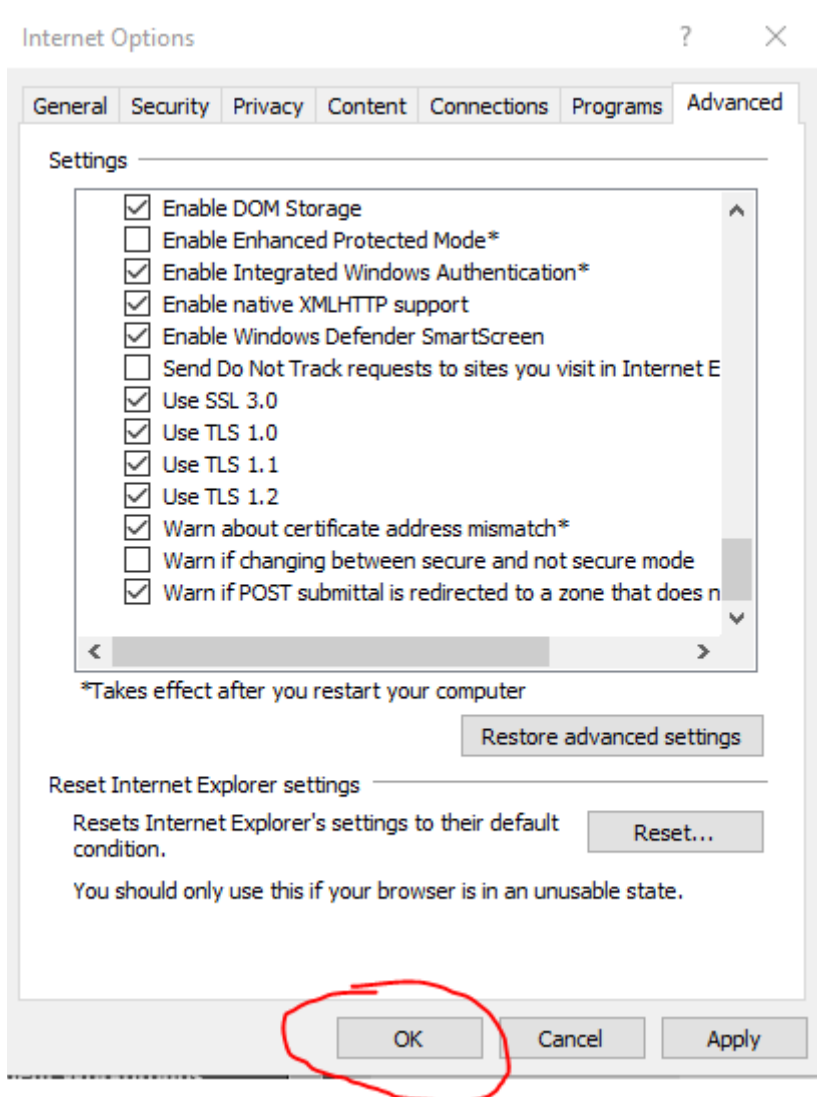 Internet Options ?
General Security Privacy Content Connections Programs Advanced
Settings
Enable DOM Storage
Enable Enhanced Protected Mode*
Enable Integrated Windows Authentication*
Enable native XMLHTTP support
Enable Windows Defender SmartScreen
Send Do Not Track requests to sites you visit in Internet E
Use SSL 3.0
Use TLS 1.0
Use TLS 1.1
Use TLS 1.2
Warn about certificate address mismatch*
Warn if changing between secure and not secure mode
Warn if POST submittal is redirected to a zone that does n
*Takes effect after you restart your computer
Restore advanced settings
Reset Internet Explorer settings
Resets Internet Explorer's settings to their default
condition.
Reset...
You should only use this if your browser is in an unusable state.
OK Cancel Apply